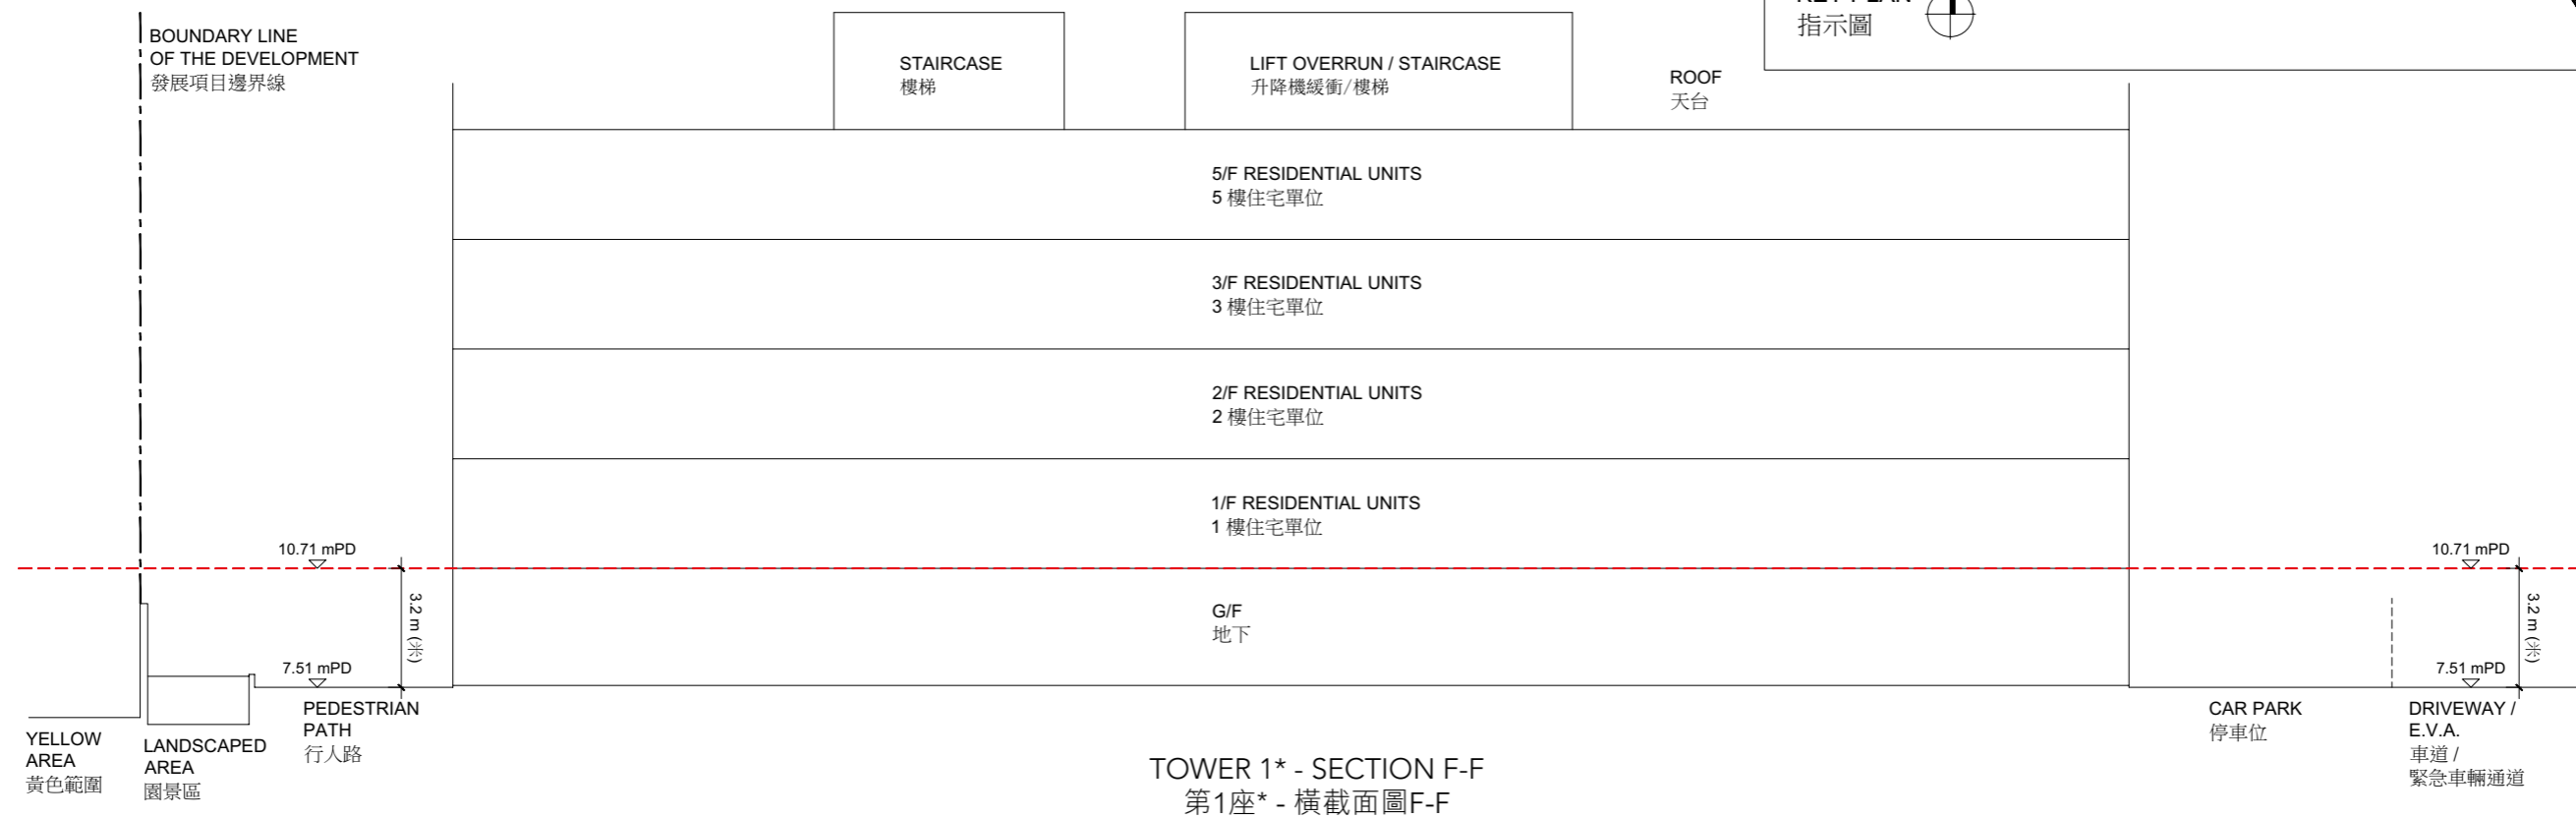 BOUNDARY LINE
OF THE DEVELOPMENT
發展項目邊界線
STAIRCASE
樓梯
LIFT OVERRUN / STAIRCASE
升降機緩衝/樓梯
ROOF
天台
KEY PLAN
指示圖
5/F RESIDENTIAL UNITS
5 樓住宅單位
3/F RESIDENTIAL UNITS
3 樓住宅單位
2/F RESIDENTIAL UNITS
2 樓住宅單位
1/F RESIDENTIAL UNITS
1 樓住宅單位
10.71 mPD
10.71 mPD
3.2 m (米)
G/F
地下
3.2 m (米)
7.51 mPD
7.51 mPD
YELLOW
AREA
黃色範圍
LANDSCAPED
AREA
園景區
PEDESTRIAN
PATH
行人路
CAR PARK
停車位
DRIVEWAY /
E.V.A.
車道 /
緊急車輛通道
TOWER 1* - SECTION F-F
第1座* - 橫截面圖F-F